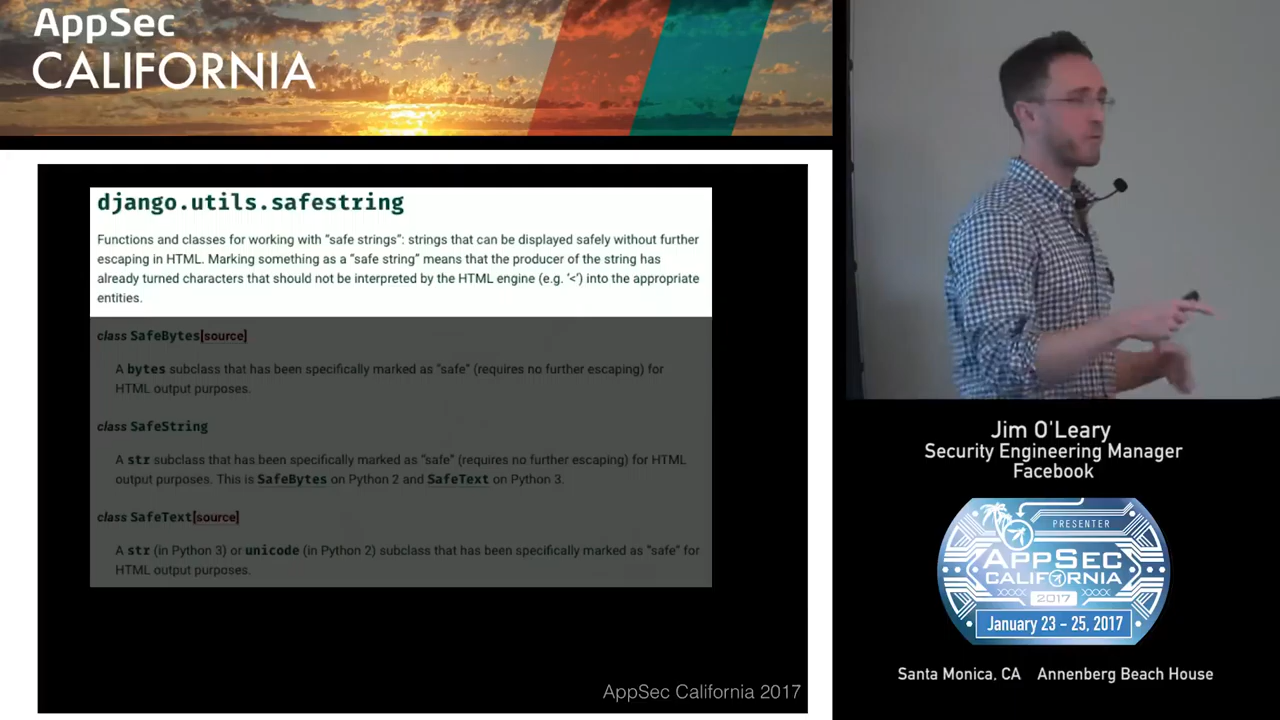 AppSec
CALIFORNIA
django.utils.safestring
Functions and classes for working with “safe strings”: strings that can be displayed safely without further
escaping in HTML. Marking something as a “safe string” means that the producer of the string has
already turned characters that should not be interpreted by the HTML engine (e.g. ‘<’) into the appropriate
entities.
class SafeBytes[source]
A bytes subclass that has been specifically marked as “safe” (requires no further escaping) for
HTML output purposes.
class SafeString
A str subclass that has been specifically marked as “safe” (requires no further escaping) for HTML
output purposes. This is SafeBytes on Python 2 and SafeText on Python 3.
class SafeText[source]
A str (in Python 3) or unicode (in Python 2) subclass that has been specifically marked as “safe” for
HTML output purposes.
AppSec California 2017
Jim O'Leary
Security Engineering Manager
Facebook
PRESENTER
APPSEC
CALIFORNIA
2017
January 23 - 25, 2017
Santa Monica, CA Annenberg Beach House